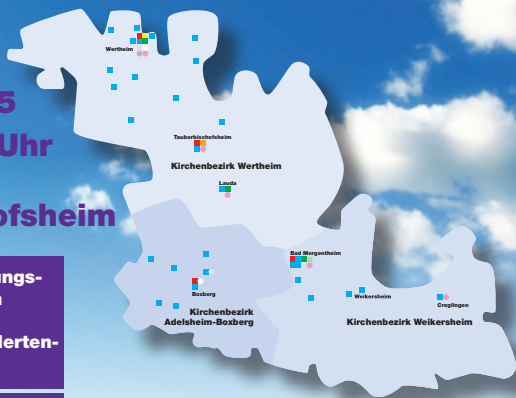 5
Uhr
ofsheim
ungs-
n
derten-
Wertheim
Tauberbischofsheim
Kirchenbezirk Wertheim
Lauda
Bad Mergentheim
Boxberg
Weikersheim
Creglingen
Kirchenbezirk
Adelsheim-Boxberg
Kirchenbezirk Weikersheim